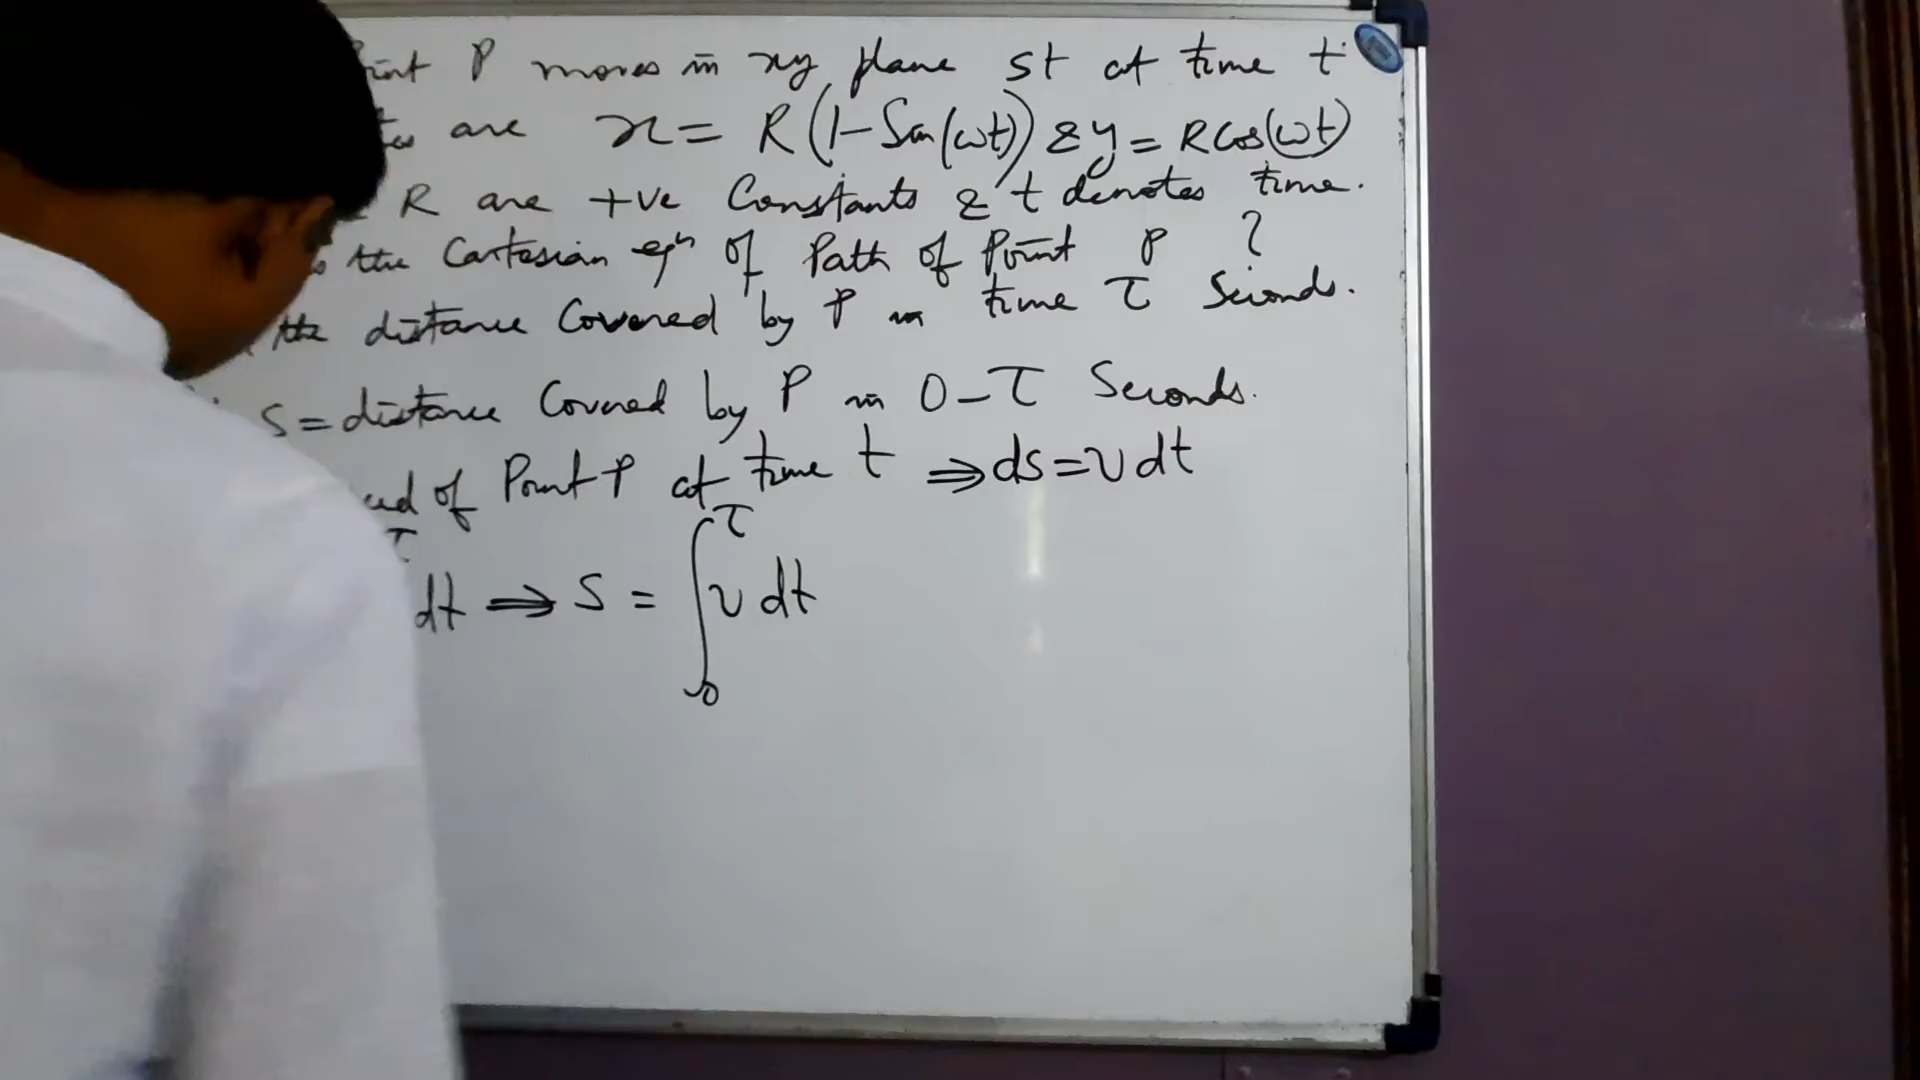 P moves in xy plane st at time t
are x = R(1-Sin(ωt)) & y = RCos(ωt)
R are +ve Constants & t denotes time.
the Cartesian eqn of Path of Point P ?
the distance Covered by P in time τ Seconds.
S = distance Covered by P in 0-τ Seconds.
of Point P at time t ⇒ ds = v dt
dt ⇒ S = ∫₀^τ v dt